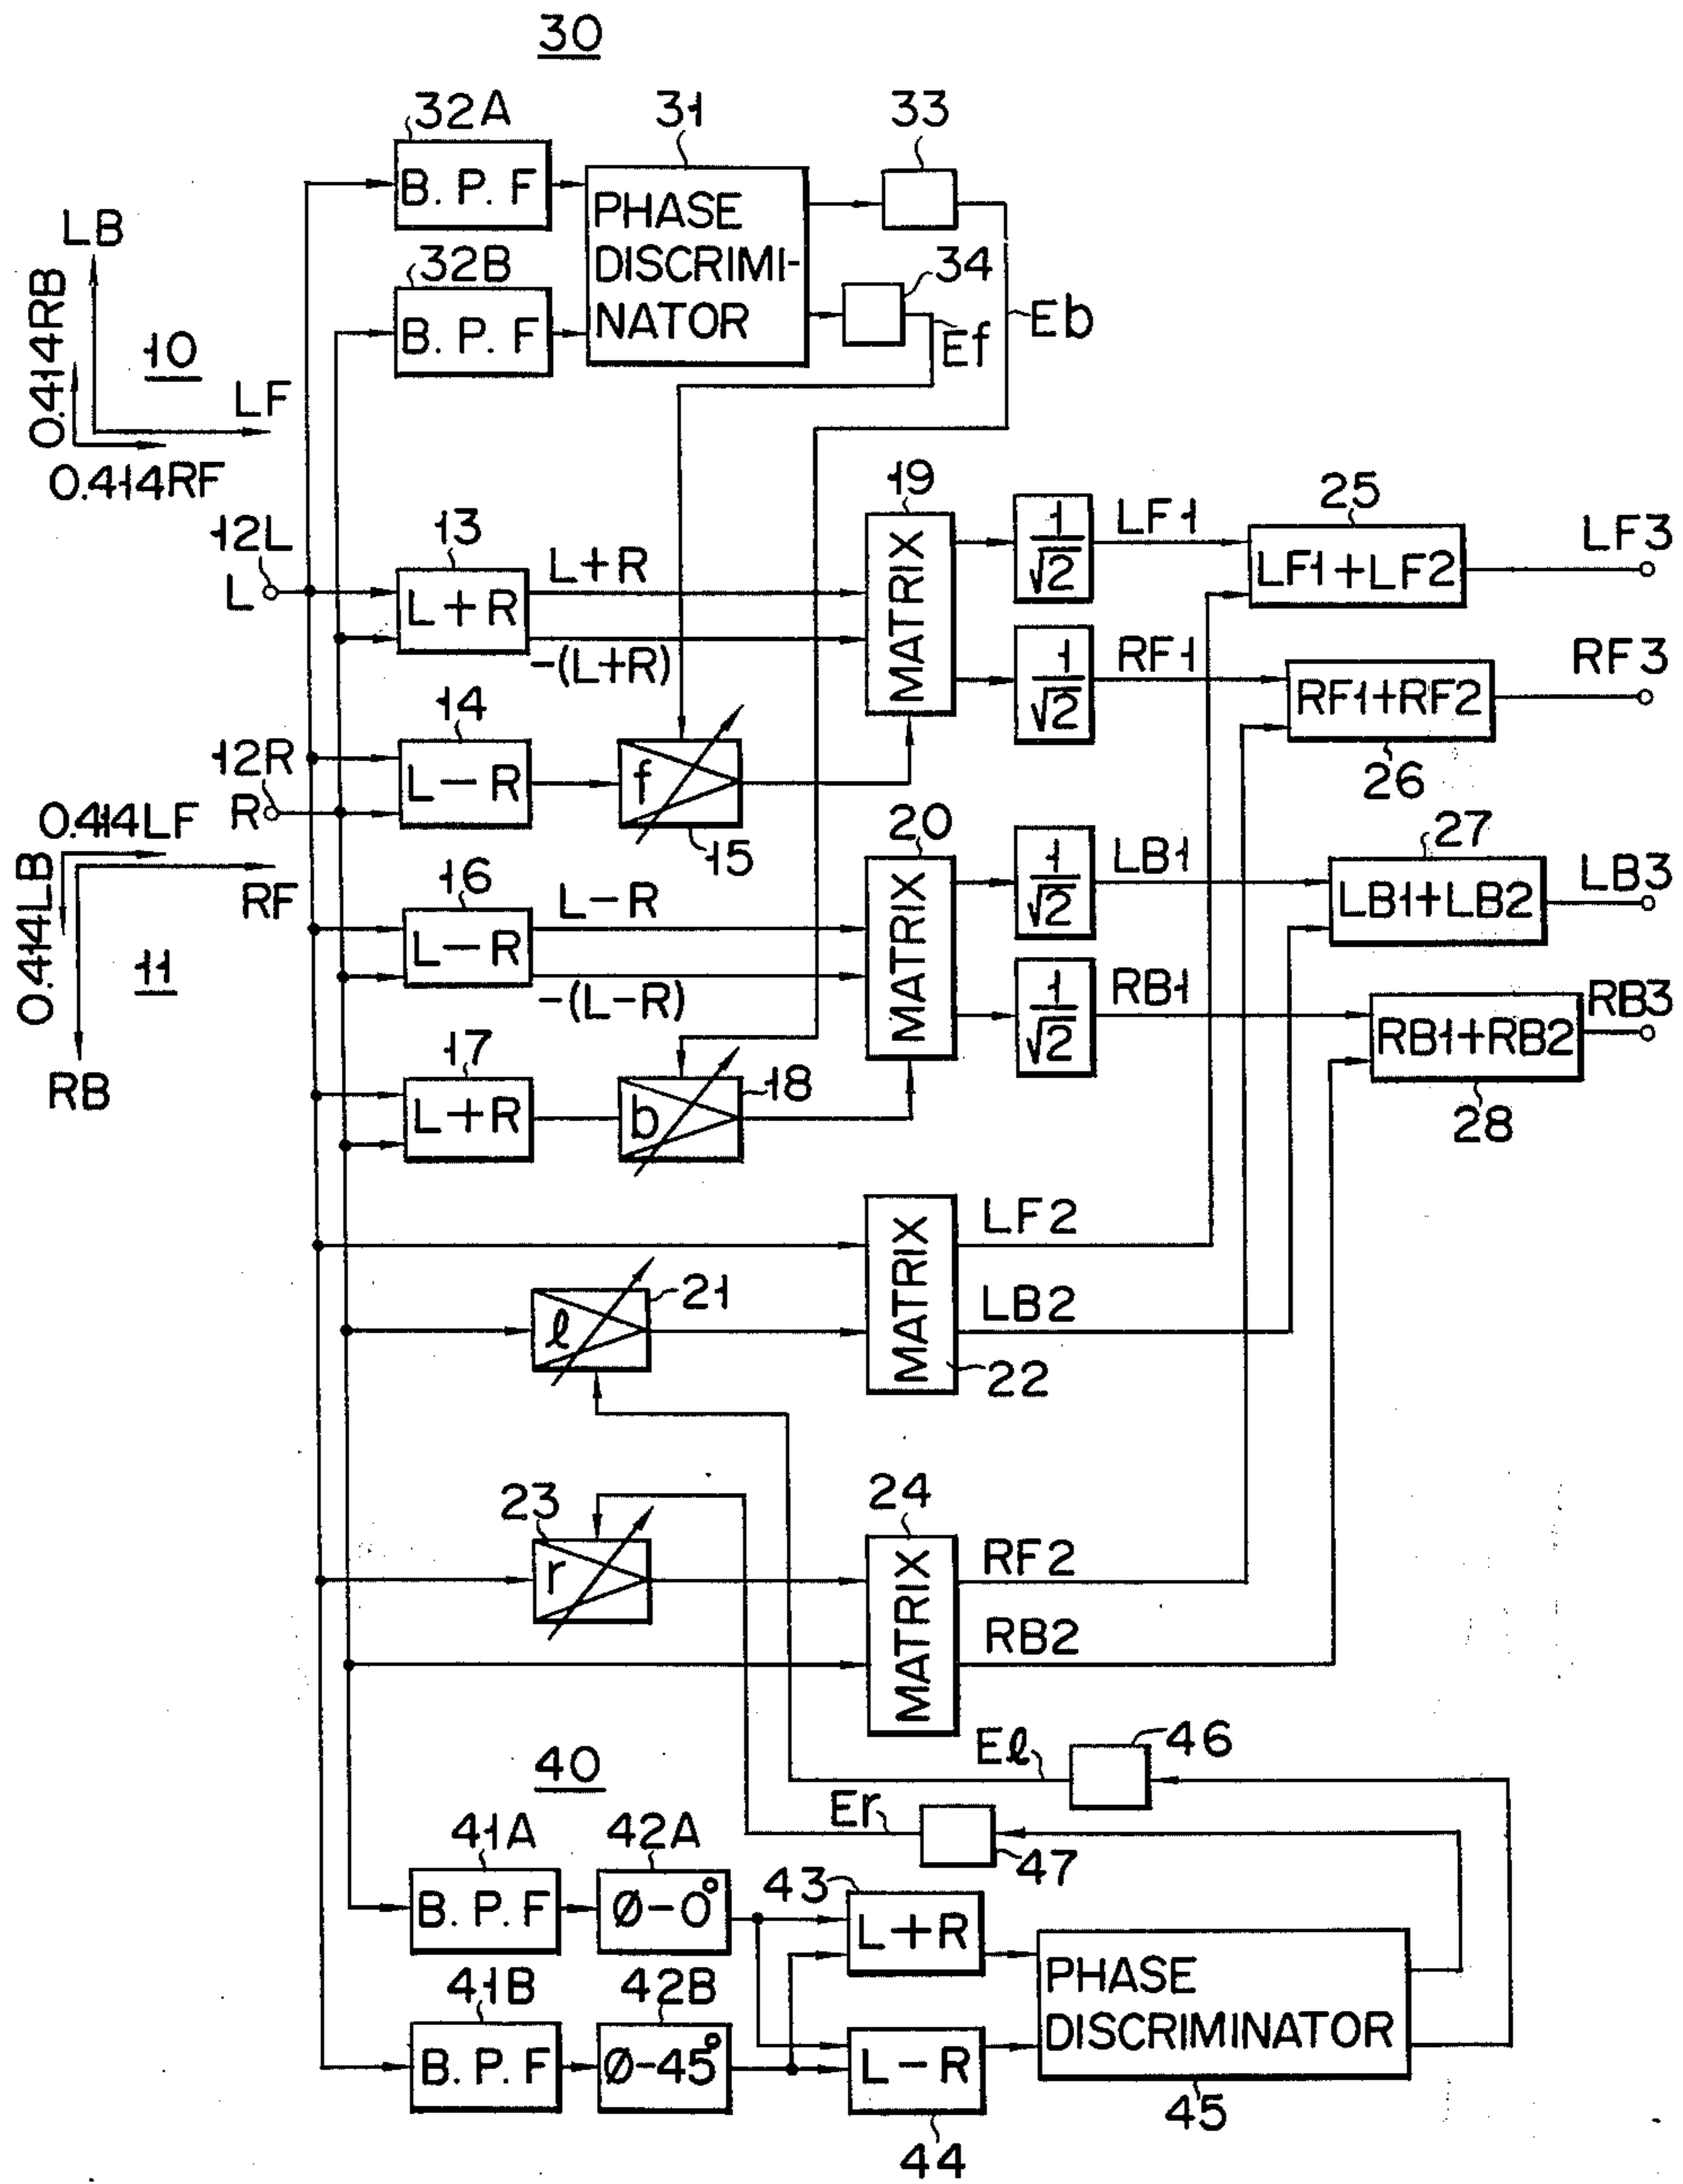 30
32A
31
33
B. P. F
PHASE
DISCRIMI-
NATOR
LB
32B
34
B. P. F
Ef
Eb
0.414RB
10
LF
0.414RF
12L
L
13
L+R
L+R
-(L+R)
19
MATRIX
1
√2
LF1
25
LF1+LF2
LF3
1
√2
RF1
RF1+RF2
26
RF3
14
L-R
f
15
12R
R
0.414LF
0.414LB
RF
11
RB
16
L-R
L-R
-(L-R)
20
MATRIX
1
√2
LB1
27
LB1+LB2
LB3
1
√2
RB1
RB1+RB2
28
RB3
17
L+R
b
18
LF2
MATRIX
LB2
22
ℓ
21
23
r
24
MATRIX
RF2
RB2
Eℓ
46
40
Er
47
41A
B. P. F
42A
Ø-0°
43
L+R
41B
B. P. F
42B
Ø-45°
L-R
44
PHASE
DISCRIMINATOR
45